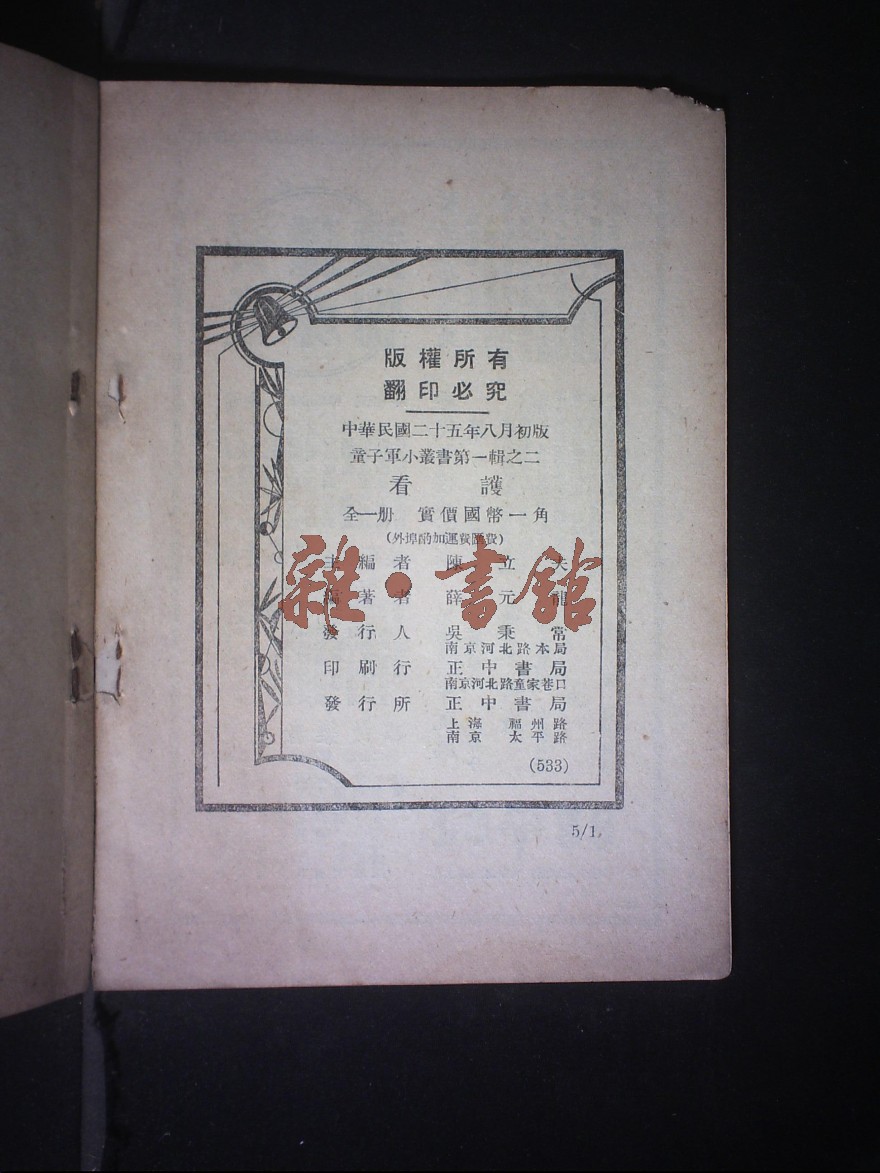 版權所有
翻印必究
中華民國二十五年八月初版
童子軍小叢書第一輯之二
看護
全一册 實價國幣一角
(外埠酌加運費匯費)
主編者 陳立夫
編著者 薛元龍
發行人 吳秉常
南京河北路本局
印刷行 正中書局
南京河北路童家巷口
發行所 正中書局
上海 福州路
南京 太平路
(533)
5/1.
雜·書館